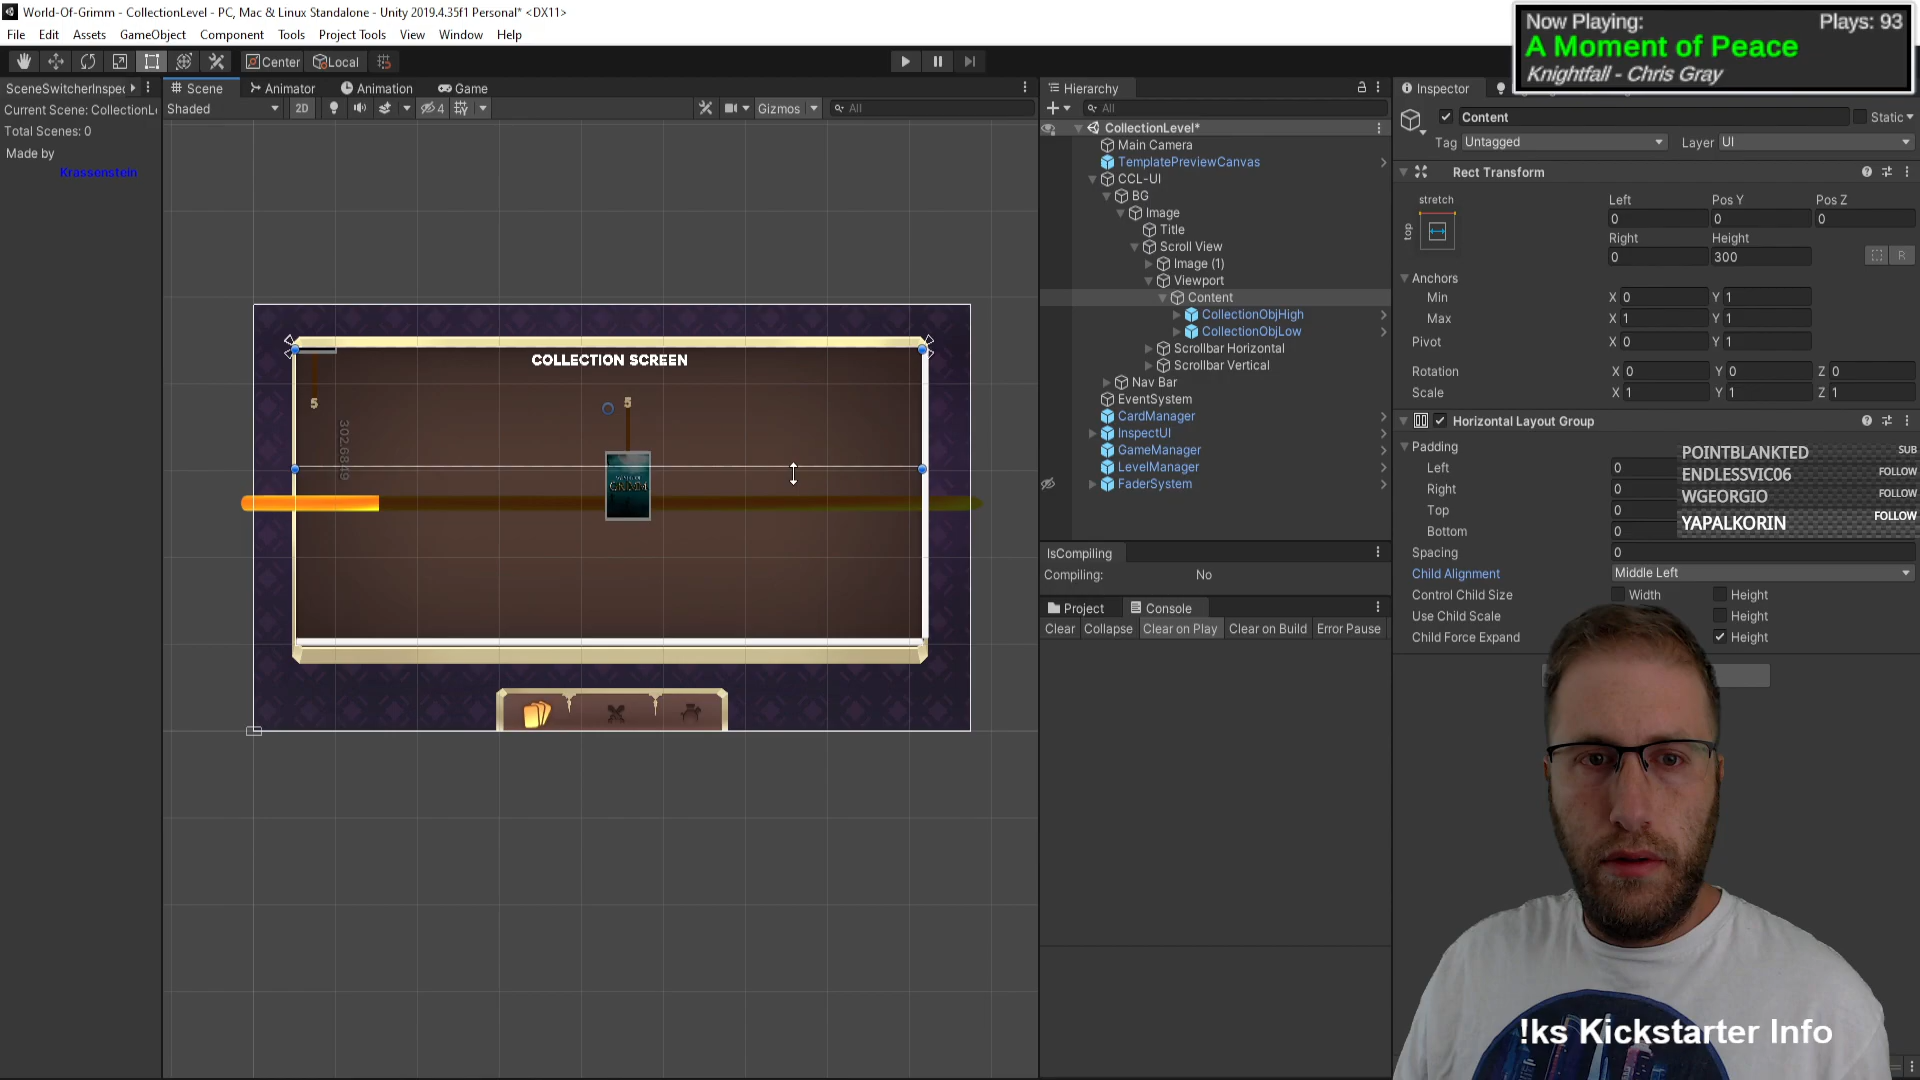 World-Of-Grimm - CollectionLevel - PC, Mac & Linux Standalone - Unity 2019.4.35f1 Personal* <DX11>
File Edit Assets GameObject Component Tools Project Tools View Window Help
Now Playing: Plays: 93
A Moment of Peace
Knightfall - Chris Gray
Center Local
SceneSwitcherInspec
Current Scene: CollectionL
Total Scenes: 0
Made by
Krassenstein
Scene Animator Animation Game
Shaded 2D 4 Gizmos All
COLLECTION SCREEN
5
5
302.6849
GRIMM
Hierarchy
All
CollectionLevel*
Main Camera
TemplatePreviewCanvas
CCL-UI
BG
Image
Title
Scroll View
Image (1)
Viewport
Content
CollectionObjHigh
CollectionObjLow
Scrollbar Horizontal
Scrollbar Vertical
Nav Bar
EventSystem
CardManager
InspectUI
GameManager
LevelManager
FaderSystem
IsCompiling
Compiling: No
Project Console
Clear Collapse Clear on Play Clear on Build Error Pause
Inspector
Content Static
Tag Untagged Layer UI
Rect Transform
stretch Left Pos Y Pos Z
top 0 0 0
Right Height
0 300 R
Anchors
Min X 0 Y 1
Max X 1 Y 1
Pivot X 0 Y 1
Rotation X 0 Y 0 Z 0
Scale X 1 Y 1 Z 1
Horizontal Layout Group
Padding
Left 0
Right 0
Top 0
Bottom 0
Spacing 0
Child Alignment Middle Left
Control Child Size Width Height
Use Child Scale Height
Child Force Expand Height
POINTBLANKTED SUB
ENDLESSVIC06 FOLLOW
WGEORGIO FOLLOW
YAPALKORIN FOLLOW
!ks Kickstarter Info